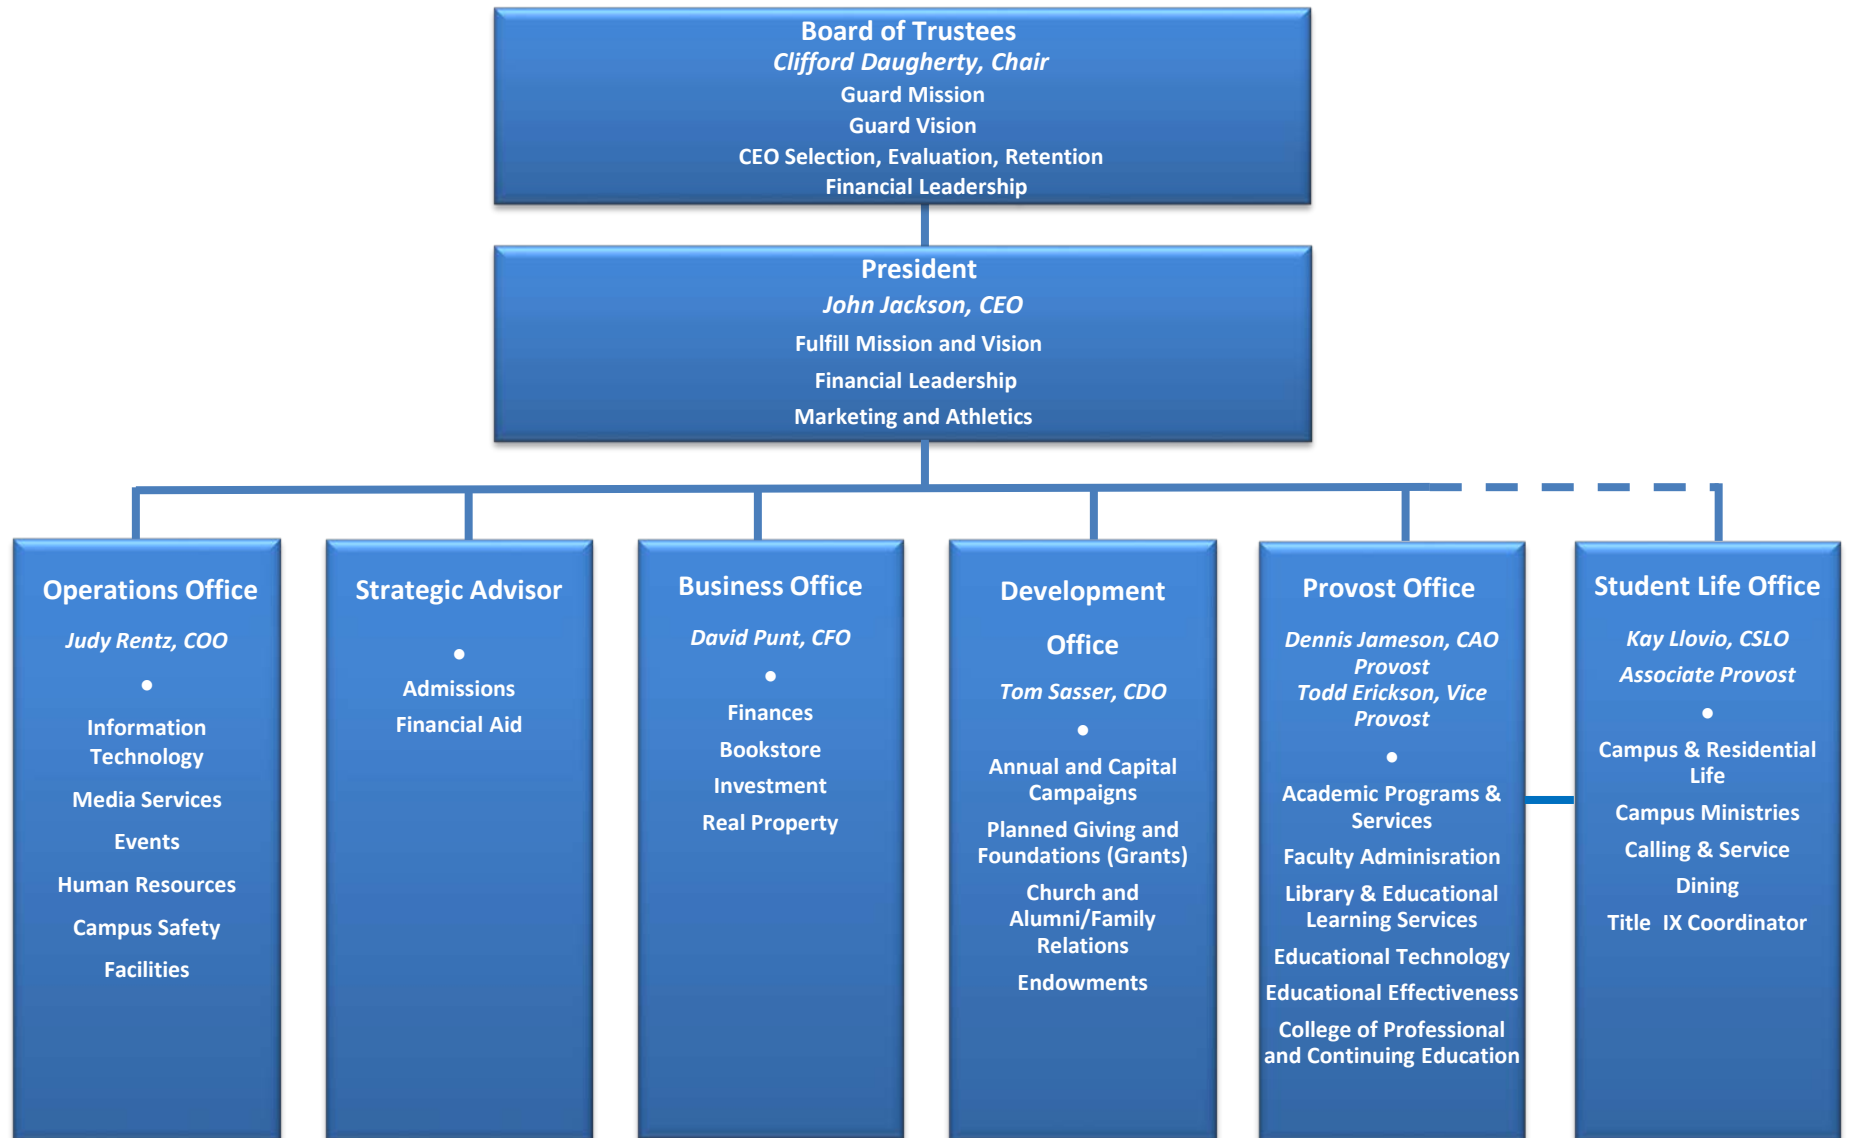 Board of Trustees
Clifford Daugherty, Chair
Guard Mission
Guard Vision
CEO Selection, Evaluation, Retention
Financial Leadership
President
John Jackson, CEO
Fulfill Mission and Vision
Financial Leadership
Marketing and Athletics
Operations Office
Judy Rentz, COO
•
Information
Technology
Media Services
Events
Human Resources
Campus Safety
Facilities
Strategic Advisor
•
Admissions
Financial Aid
Business Office
David Punt, CFO
•
Finances
Bookstore
Investment
Real Property
Development
Office
Tom Sasser, CDO
•
Annual and Capital
Campaigns
Planned Giving and
Foundations (Grants)
Church and
Alumni/Family
Relations
Endowments
Provost Office
Dennis Jameson, CAO
Provost
Todd Erickson, Vice
Provost
•
Academic Programs &
Services
Faculty Adminisration
Library & Educational
Learning Services
Educational Technology
Educational Effectiveness
College of Professional
and Continuing Education
Student Life Office
Kay Llovio, CSLO
Associate Provost
•
Campus & Residential
Life
Campus Ministries
Calling & Service
Dining
Title  IX Coordinator